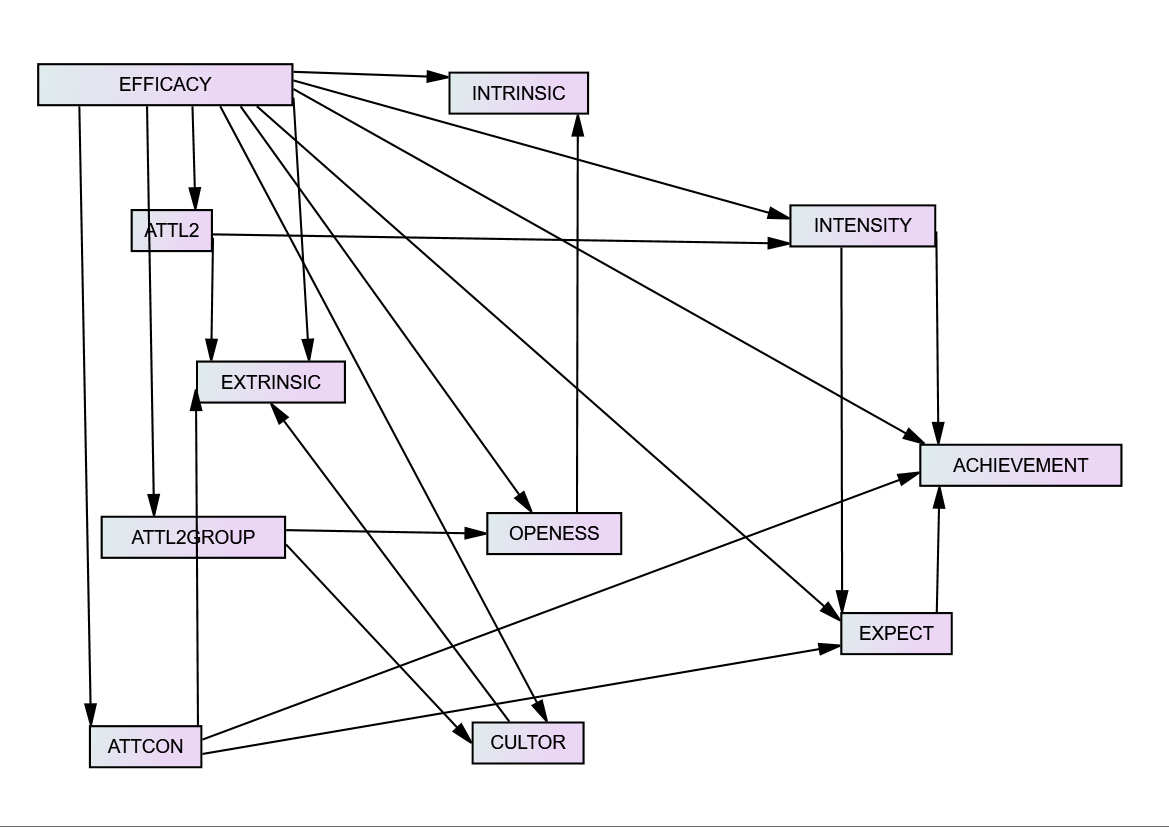 EFFICACY
INTRINSIC
ATTL2
INTENSITY
EXTRINSIC
ACHIEVEMENT
ATTL2GROUP
OPENESS
EXPECT
ATTCON
CULTOR